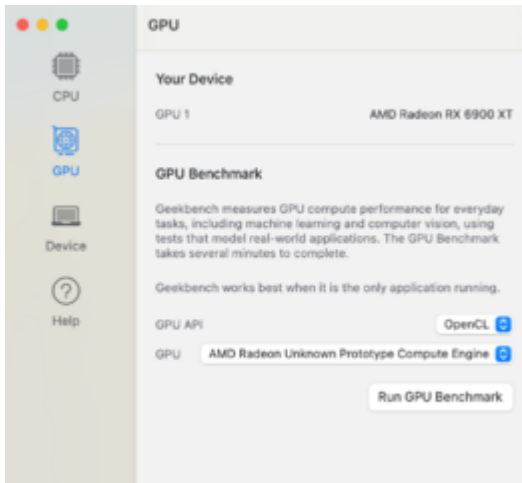 GPU
CPU
GPU
Device
Help
Your Device
GPU 1 AMD Radeon RX 6900 XT
GPU Benchmark
Geekbench measures GPU compute performance for everyday
tasks, including machine learning and computer vision, using
tests that model real-world applications. The GPU Benchmark
takes several minutes to complete.
Geekbench works best when it is the only application running.
GPU API OpenCL
GPU AMD Radeon Unknown Prototype Compute Engine
Run GPU Benchmark